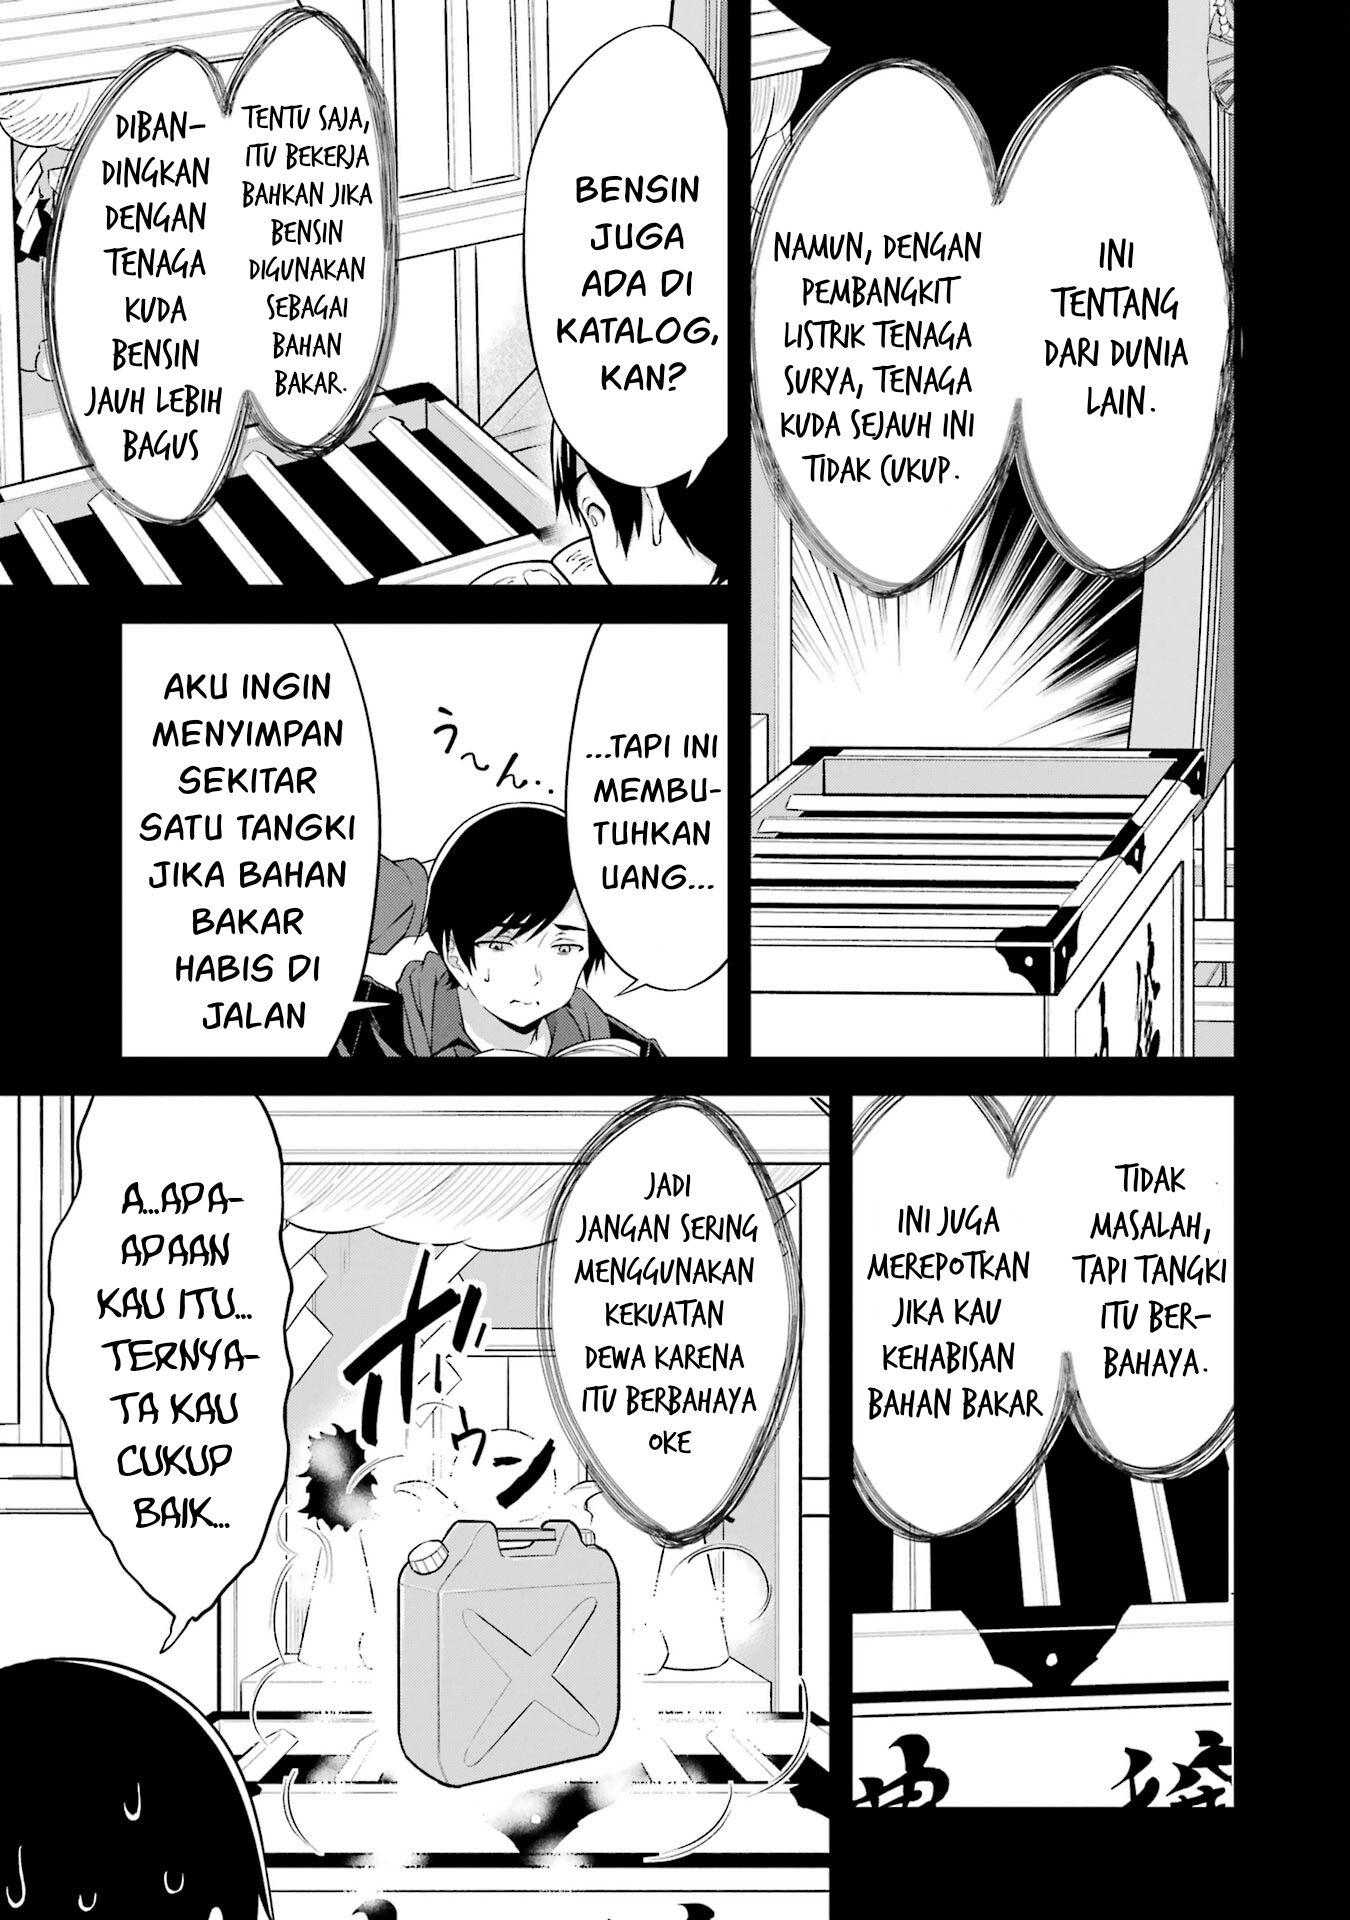 INI
TENTANG
DARI DUNIA
LAIN.
NAMUN, DENGAN
PEMBANGKIT
LISTRIK TENAGA
SURYA, TENAGA
KUDA SEJAUH INI
TIDAK CUKUP.
BENSIN
JUGA
ADA DI
KATALOG,
KAN?
TENTU SAJA,
ITU BEKERJA
BAHKAN JIKA
BENSIN
DIGUNAKAN
SEBAGAI
BAHAN
BAKAR.
DIBAN-
DINGKAN
DENGAN
TENAGA
KUDA
BENSIN
JAUH LEBIH
BAGUS
...TAPI INI
MEMBU-
TUHKAN
UANG...
う～ん..
AKU INGIN
MENYIMPAN
SEKITAR
SATU TANGKI
JIKA BAHAN
BAKAR
HABIS DI
JALAN
TIDAK
MASALAH,
TAPI TANGKI
ITU BER-
BAHAYA.
INI JUGA
MEREPOTKAN
JIKA KAU
KEHABISAN
BAHAN BAKAR
JADI
JANGAN SERING
MENGGUNAKAN
KEKUATAN
DEWA KARENA
ITU BERBAHAYA
OKE
ブゥン
A...APA-
APAAN
KAU ITU...
TERNYA-
TA KAU
CUKUP
BAIK...